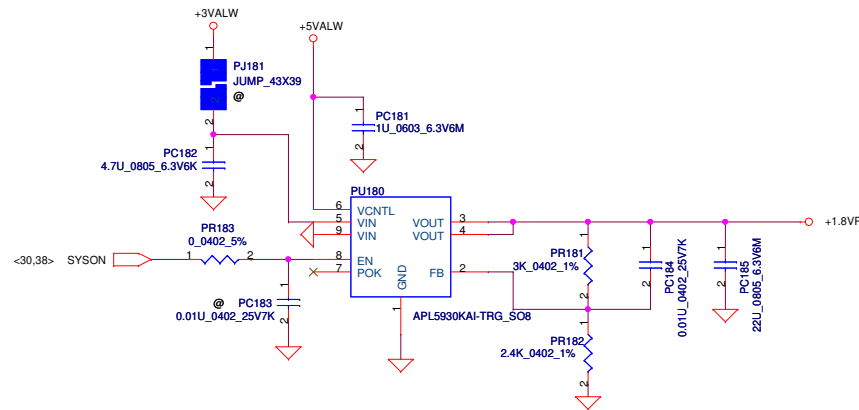 +3VALW
+5VALW
1
PJ181
JUMP_43X39
@
2
2
1
PC182
4.7U_0805_6.3V6K
2
1
PC181
1U_0603_6.3V6M
2
PU180
6 VCNTL
5 VIN
9 VIN
VOUT 3
VOUT 4
+1.8VP
8 EN
7 POK
GND
1
FB 2
APL5930KAI-TRG_SO8
<30,38> SYSON
PR183
0_0402_5%
1 2
@
1
PC183
0.01U_0402_25V7K
2
1
PR181
3K_0402_1%
2
1
PR182
2.4K_0402_1%
2
1
2
PC184
0.01U_0402_25V7K
1
2
PC185
22U_0805_6.3V6M